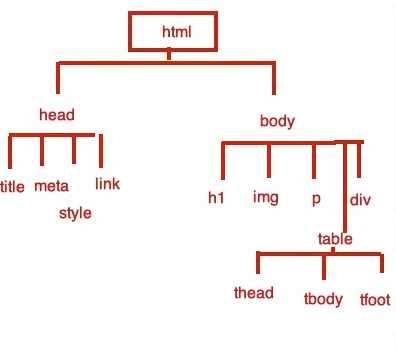 html
head
body
title meta
link
style
h1
img
p
div
table
thead
tbody
tfoot